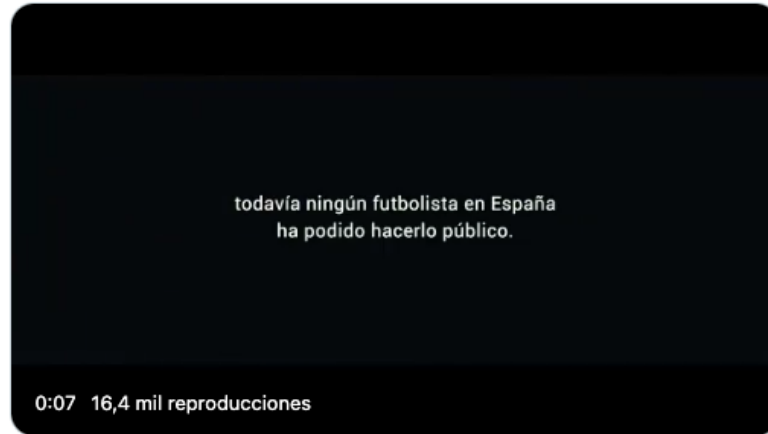 todavía ningún futbolista en España
ha podido hacerlo público.
0:07 16,4 mil reproducciones